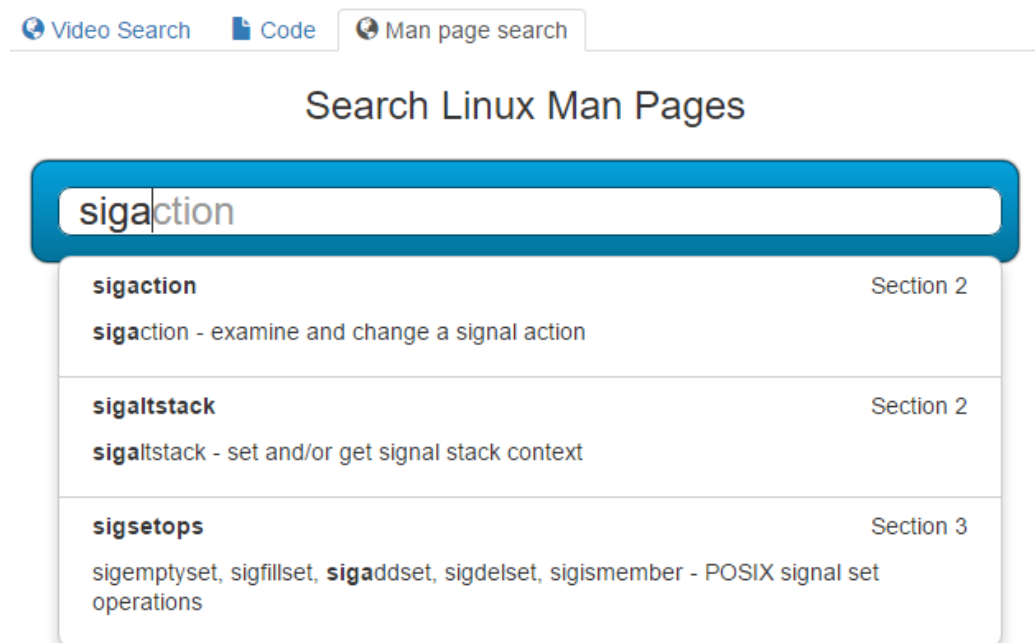 Video Search Code Man page search
Search Linux Man Pages
sigaction
sigaction Section 2
sigaction - examine and change a signal action
sigaltstack Section 2
sigaltstack - set and/or get signal stack context
sigsetops Section 3
sigemptyset, sigfillset, sigaddset, sigdelset, sigismember - POSIX signal set
operations